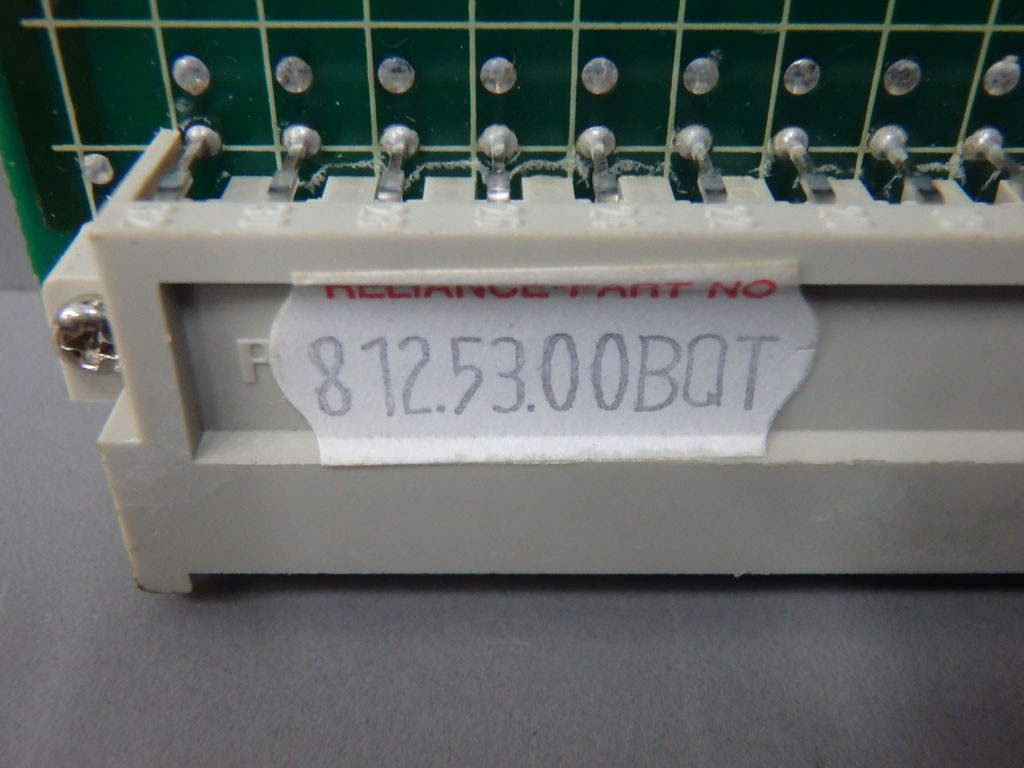 RELIANCE-PART NO
P
812.53.00BQT